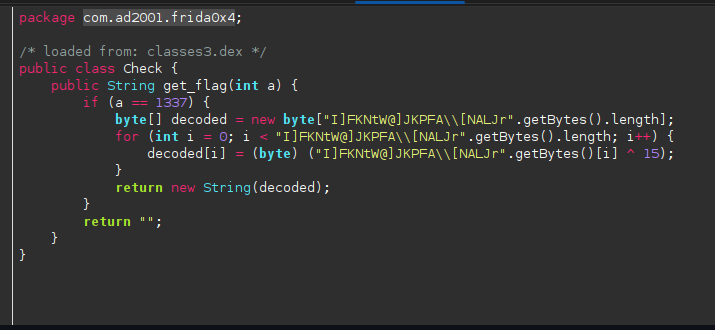 package com.ad2001.frida0x4;
/* loaded from: classes3.dex */
public class Check {
public String get_flag(int a) {
if (a == 1337) {
byte[] decoded = new byte["I]FKNtW@]JKPFA\\[NALJr".getBytes().length];
for (int i = 0; i < "I]FKNtW@]JKPFA\\[NALJr".getBytes().length; i++) {
decoded[i] = (byte) ("I]FKNtW@]JKPFA\\[NALJr".getBytes()[i] ^ 15);
}
return new String(decoded);
}
return "";
}
}